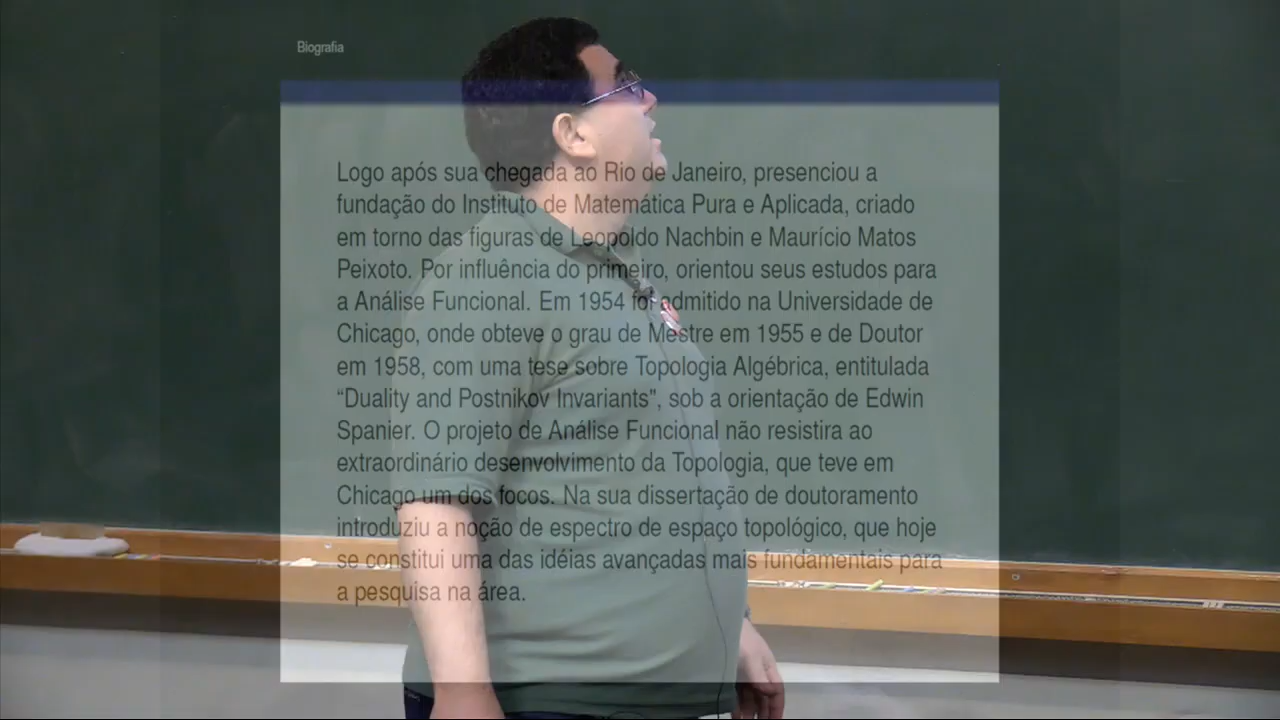 Biografia
Logo após sua chegada ao Rio de Janeiro, presenciou a
fundação do Instituto de Matemática Pura e Aplicada, criado
em torno das figuras de Leopoldo Nachbin e Maurício Matos
Peixoto. Por influência do primeiro, orientou seus estudos para
a Análise Funcional. Em 1954 foi admitido na Universidade de
Chicago, onde obteve o grau de Mestre em 1955 e de Doutor
em 1958, com uma tese sobre Topologia Algébrica, entitulada
“Duality and Postnikov Invariants", sob a orientação de Edwin
Spanier. O projeto de Análise Funcional não resistira ao
extraordinário desenvolvimento da Topologia, que teve em
Chicago um dos focos. Na sua dissertação de doutoramento
introduziu a noção de espectro de espaço topológico, que hoje
se constitui uma das idéias avançadas mais fundamentais para
a pesquisa na área.